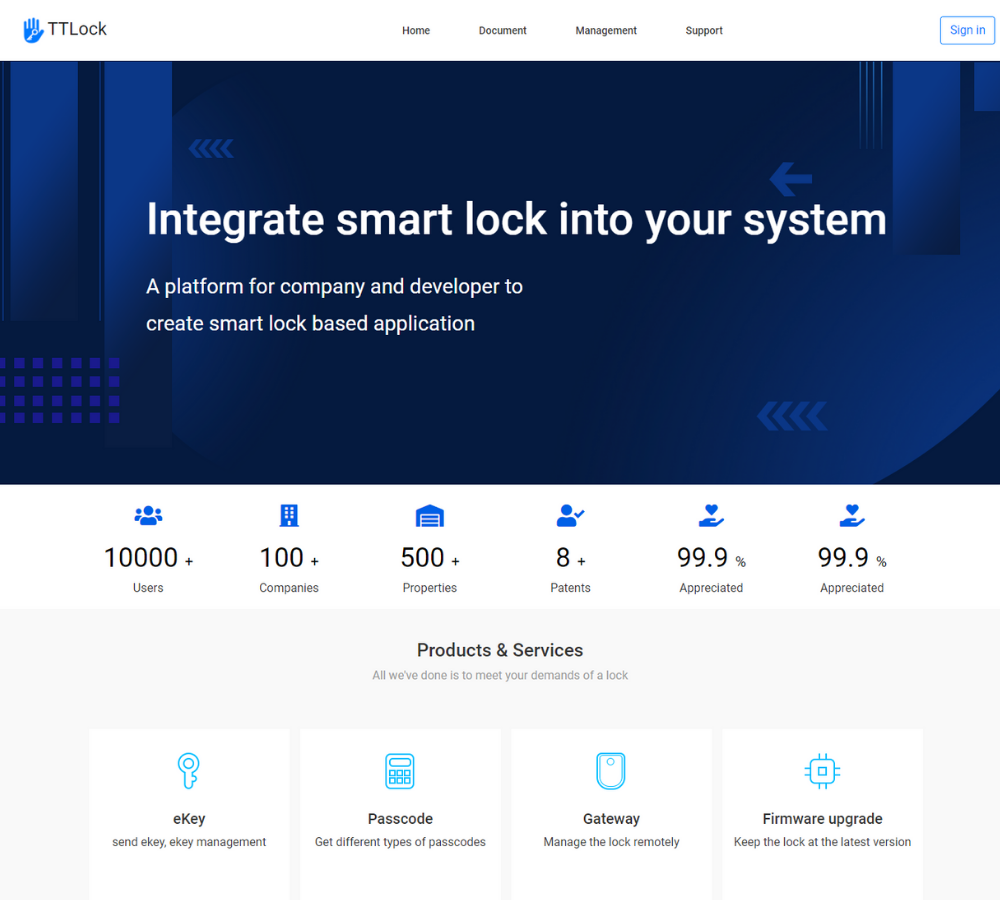 TTLock
Home Document Management Support Sign in
Integrate smart lock into your system
A platform for company and developer to
create smart lock based application
10000 + 100 + 500 + 8 + 99.9 % 99.9 %
Users Companies Properties Patents Appreciated Appreciated
Products & Services
All we've done is to meet your demands of a lock
eKey Passcode Gateway Firmware upgrade
send ekey, ekey management Get different types of passcodes Manage the lock remotely Keep the lock at the latest version